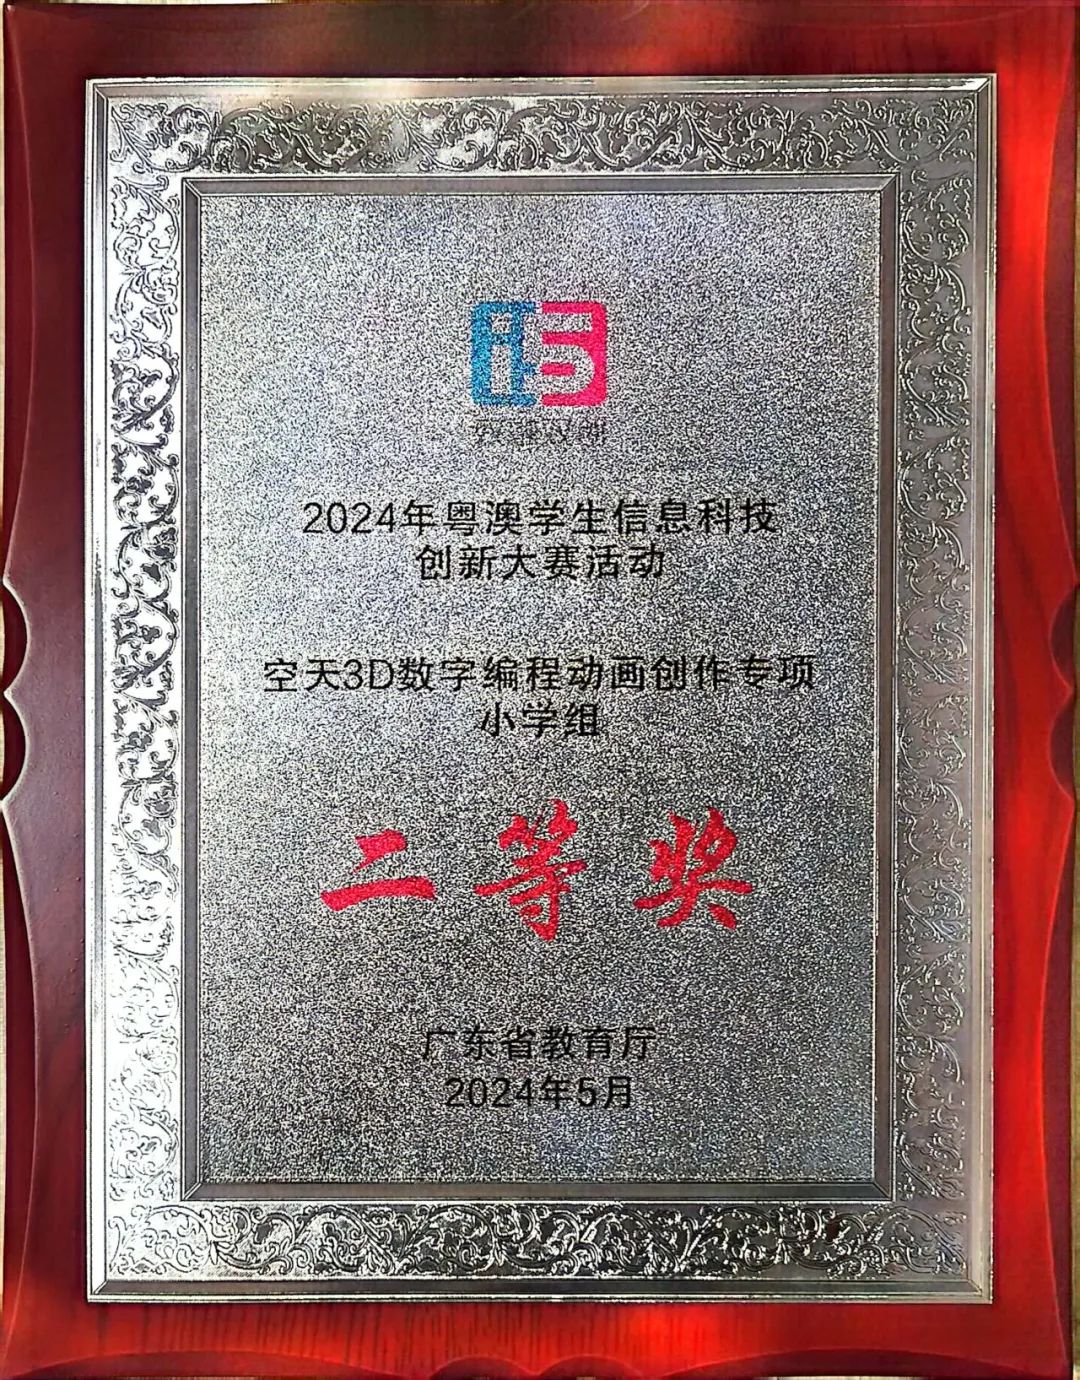 2024年粤澳学生信息科技
创新大赛活动
空天3D数字编程动画创作专项
小学组
二等奖
广东省教育厅
2024年5月